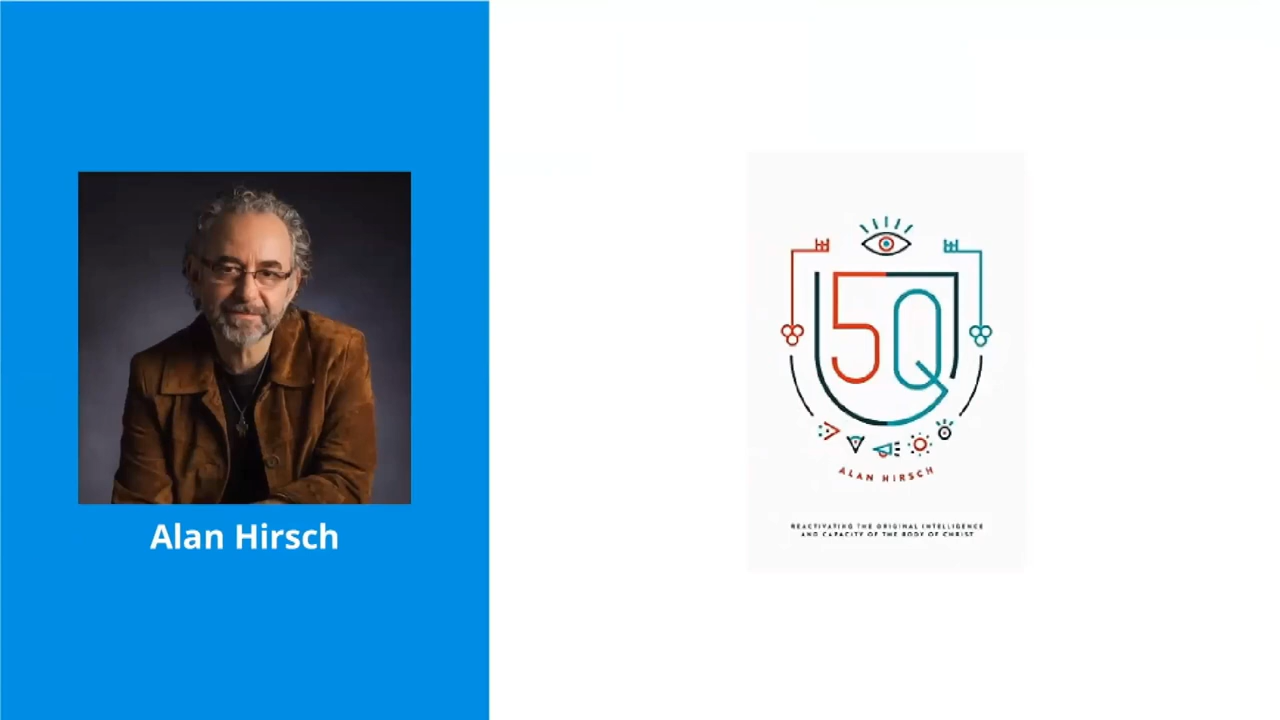 Alan Hirsch
5Q
ALAN HIRSCH
REACTIVATING THE ORIGINAL INTELLIGENCE
AND CAPACITY OF THE BODY OF CHRIST